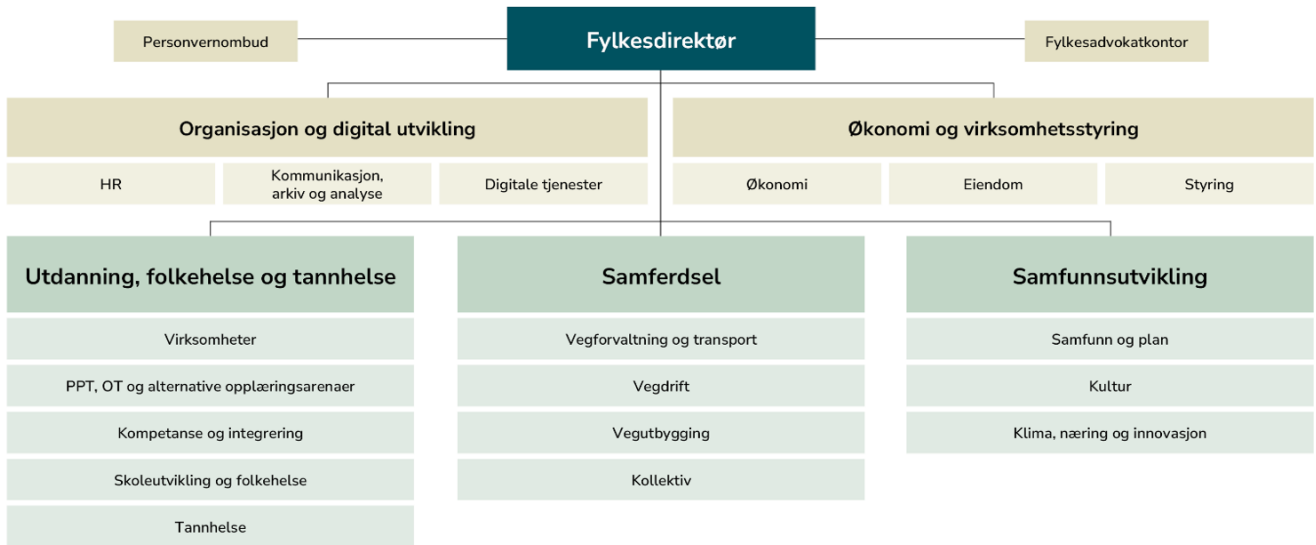 Personvernombud
Fylkesdirektør
Fylkesadvokatkontor
Organisasjon og digital utvikling
Økonomi og virksomhetsstyring
HR
Kommunikasjon,
arkiv og analyse
Digitale tjenester
Økonomi
Eiendom
Styring
Utdanning, folkehelse og tannhelse
Virksomheter
PPT, OT og alternative opplæringsarenaer
Kompetanse og integrering
Skoleutvikling og folkehelse
Tannhelse
Samferdsel
Vegforvaltning og transport
Vegdrift
Vegutbygging
Kollektiv
Samfunnsutvikling
Samfunn og plan
Kultur
Klima, næring og innovasjon